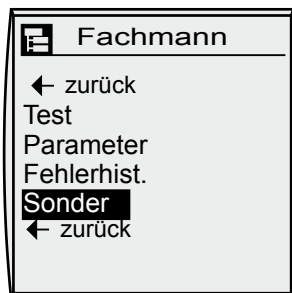 Fachmann
← zurück
Test
Parameter
Fehlerhist.
Sonder
← zurück